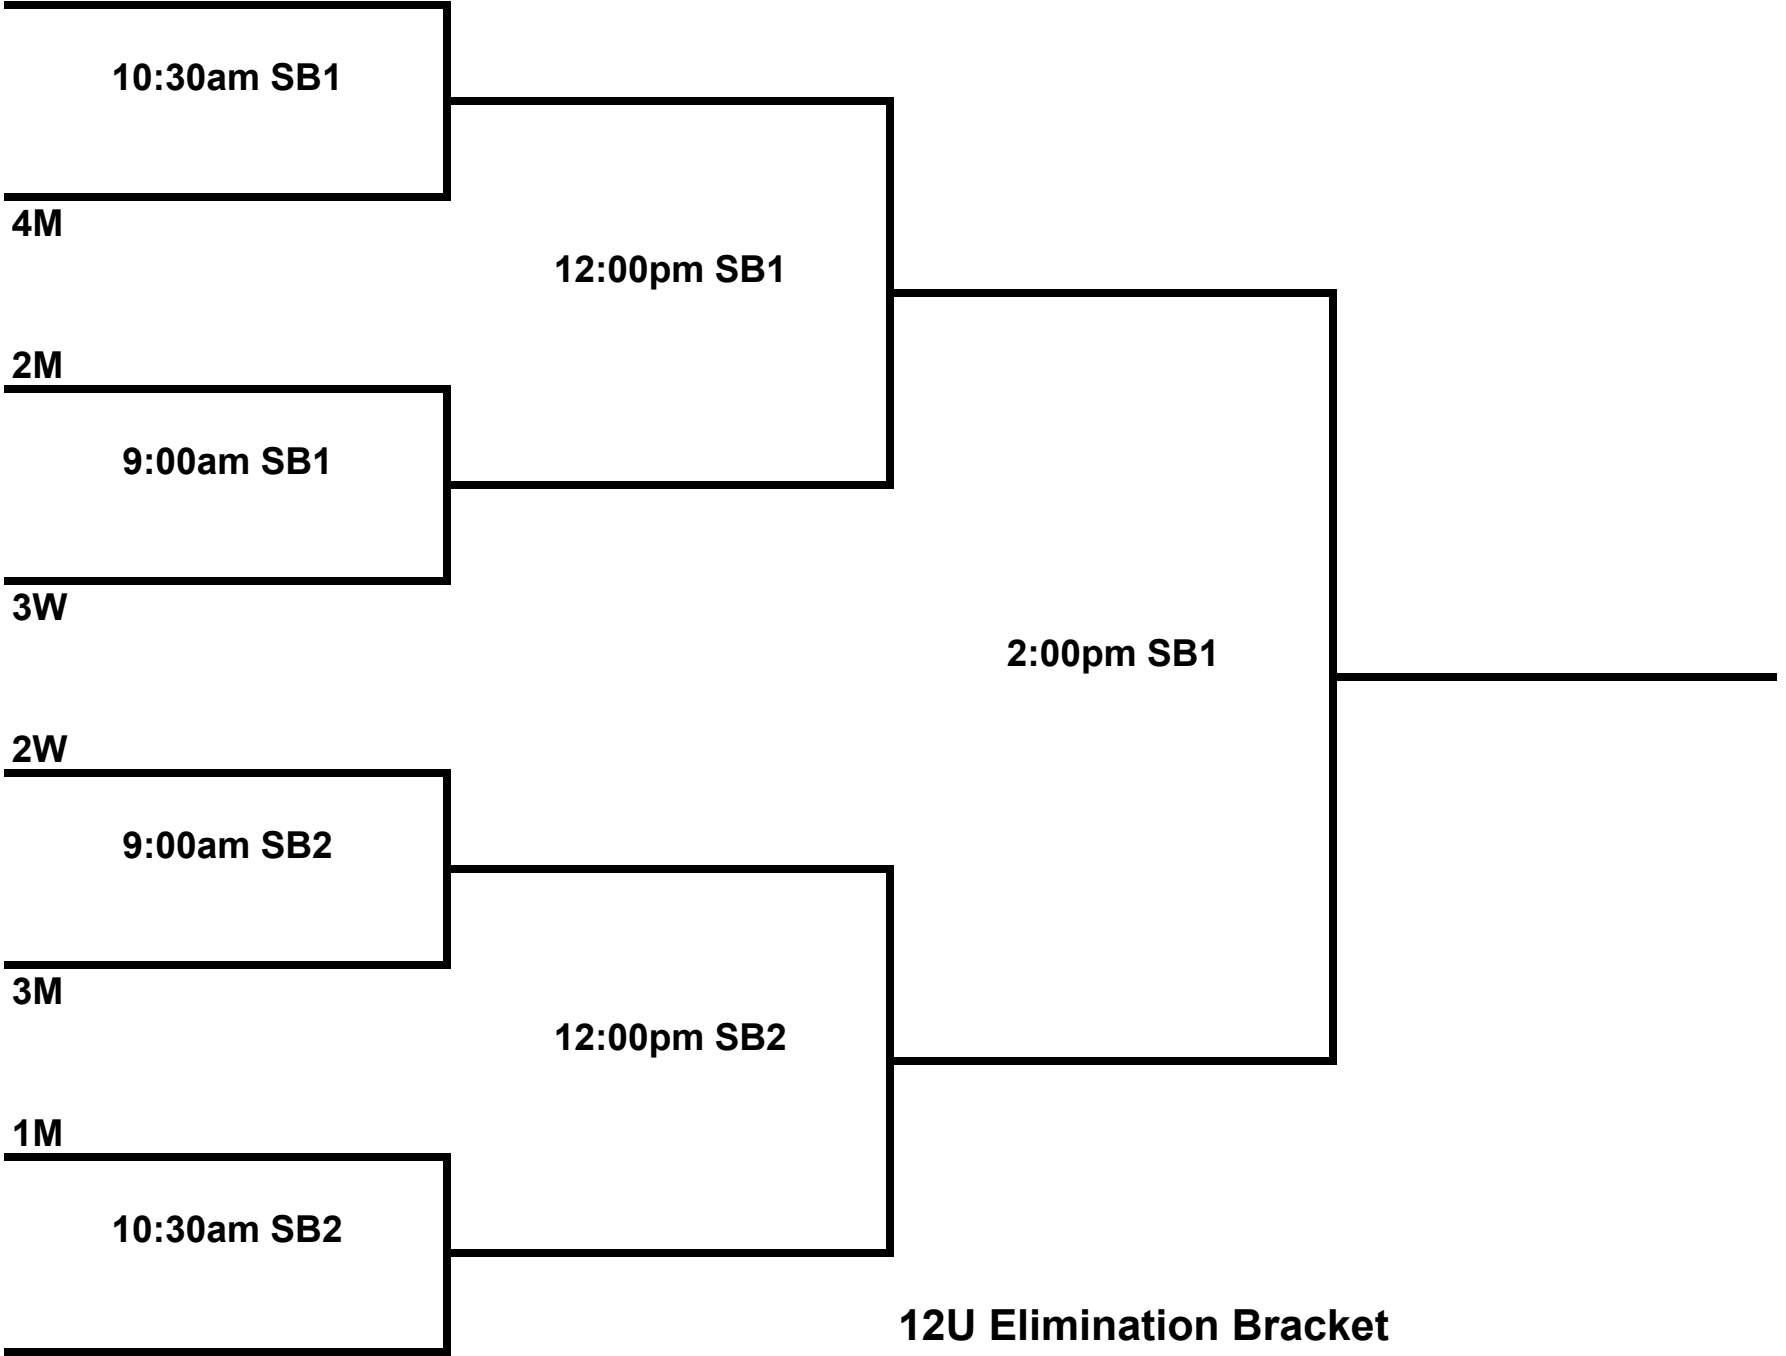 10:30am SB1
4M
12:00pm SB1
2M
9:00am SB1
3W
2:00pm SB1
2W
9:00am SB2
3M
12:00pm SB2
1M
10:30am SB2
12U Elimination Bracket